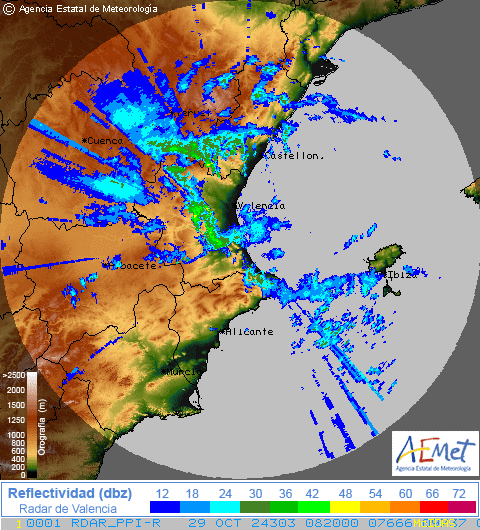 © Agencia Estatal de Meteorología
Teruel
*Cuenca
Castellon.
*Valencia
*Albacete
*Ibiza
*Alicante
*Murcia
>2500
2000
1500
1250
1000
800
600
400
200
0
Orografía (m)
AEMet
Agencia Estatal de Meteorología
Reflectividad (dbz)
Radar de Valencia
12 18 24 30 36 42 48 54 60 66 72
1 0001 RDAR_PPI-R 29 OCT 24303 082000 07660